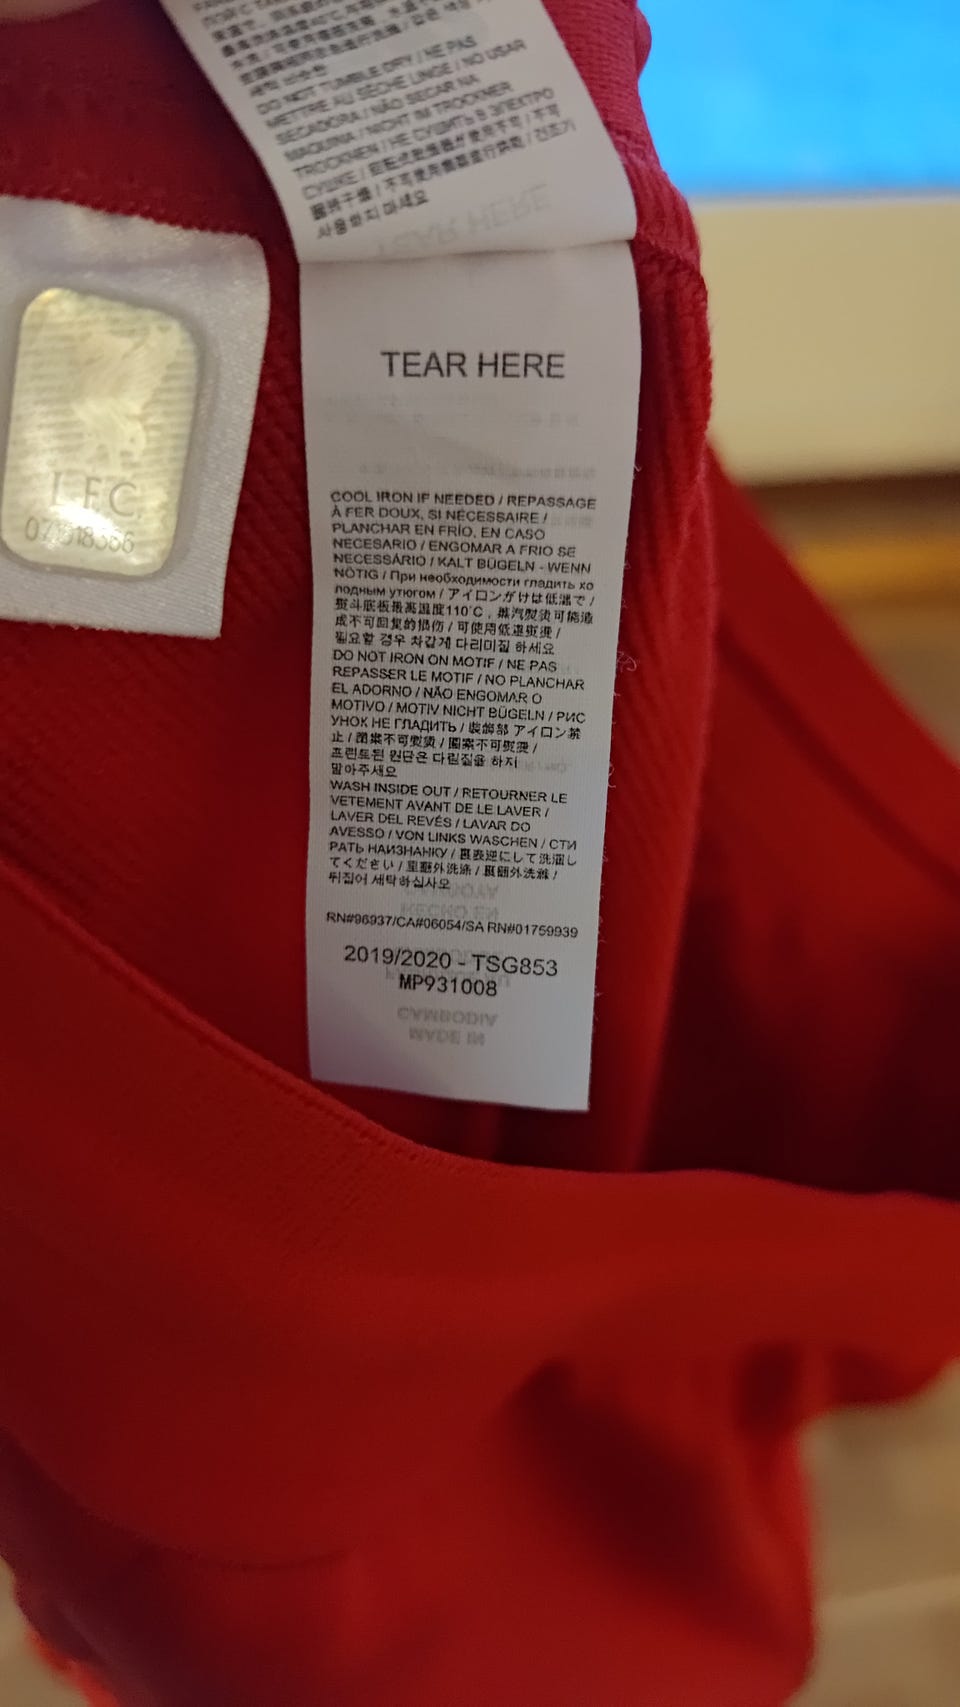 DO NOT TUMBLE DRY / NE PAS
METTRE AU SECHE LINGE / NO USAR
SECADORA / NÃO SECAR NA
MAQUINA / NICHT IM TROCKNER
TROCKNEN / НЕ СУШИТЬ В ЭЛЕКТРО
СУШКЕ /
사용하지 마세요
TEAR HERE
L.F.C.
COOL IRON IF NEEDED / REPASSAGE
À FER DOUX, SI NÉCESSAIRE /
PLANCHAR EN FRÍO, EN CASO
NECESARIO / ENGOMAR A FRIO SE
NECESSÁRIO / KALT BÜGELN - WENN
NÖTIG / При необходимости гладить хо
лодным утюгом / アイロンがけは低温で /
熨斗底板最高温度110°C，蒸汽熨烫可能造
成不可回复的损伤 / 可使用低温熨燙 /
필요할 경우 차갑게 다리미질 하세요
DO NOT IRON ON MOTIF / NE PAS
REPASSER LE MOTIF / NO PLANCHAR
EL ADORNO / NÃO ENGOMAR O
MOTIVO / MOTIV NICHT BÜGELN / РИС
УНОК НЕ ГЛАДИТЬ / 装飾部 アイロン禁
止 / 图案不可熨烫 / 圖案不可熨燙 /
프린트된 원단은 다림질을 하지
말아주세요
WASH INSIDE OUT / RETOURNER LE
VETEMENT AVANT DE LE LAVER /
LAVER DEL REVÉS / LAVAR DO
AVESSO / VON LINKS WASCHEN / СТИ
РАТЬ НАИЗНАНКУ / 裏表逆にして洗濯し
てください / 里翻外洗涤 / 裏翻外洗滌 /
뒤집어 세탁하십시오
RN#96937/CA#06054/SA RN#01759939
2019/2020 - TSG853
MP931008
CAMBODIA
MADE IN